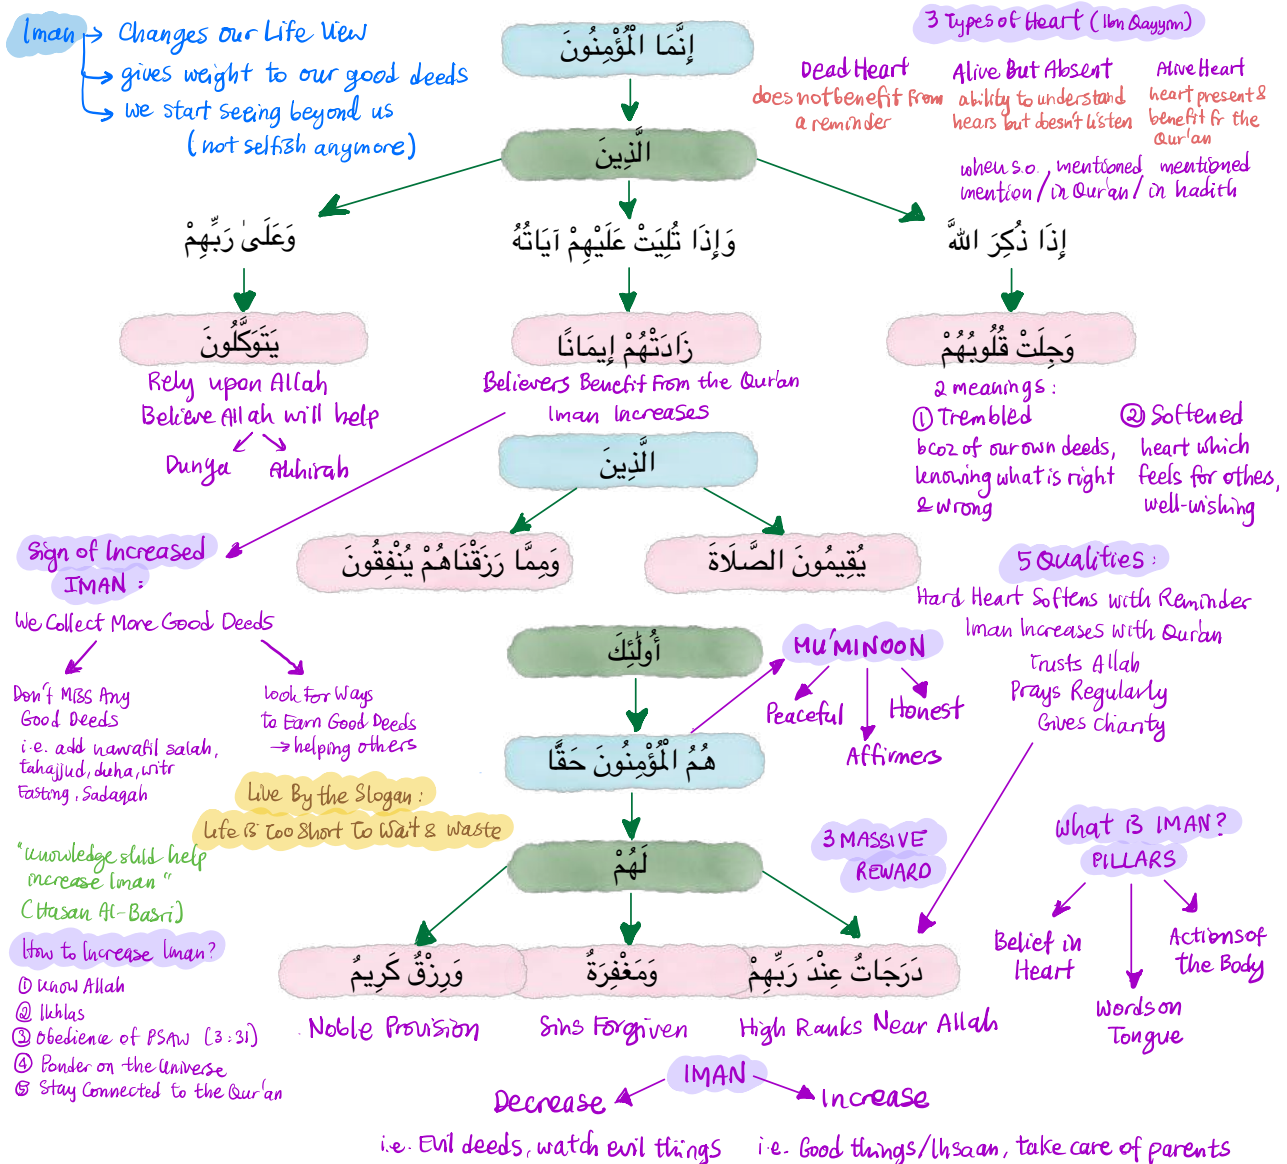 Iman → Changes our Life View
→ gives weight to our good deeds
→ we start seeing beyond us
(not selfish anymore)
إِنَّمَا الْمُؤْمِنُونَ
3 Types of Heart (Ibn Qayyim)
Dead Heart
does not benefit from
a reminder
Alive But Absent
ability to understand
hears but doesn't listen
Alive Heart
heart present &
benefit fr the
Qur'an
when s.o. mentioned mentioned
mention / in Qur'an / in hadith
الَّذِينَ
إِذَا ذُكِرَ اللَّهُ
وَإِذَا تُلِيَتْ عَلَيْهِمْ آيَاتُهُ
وَعَلَىٰ رَبِّهِمْ
وَجِلَتْ قُلُوبُهُمْ
زَادَتْهُمْ إِيمَانًا
يَتَوَكَّلُونَ
Rely upon Allah
Believe Allah will help
Dunya
Akhirah
Believers Benefit From the Qur'an
Iman Increases
2 meanings:
① Trembled
bcoz of our own deeds,
knowing what is right
& wrong
② Softened
heart which
feels for othes,
well-wishing
الَّذِينَ
يُقِيمُونَ الصَّلَاةَ
وَمِمَّا رَزَقْنَاهُمْ يُنْفِقُونَ
Sign of Increased
IMAN:
We Collect More Good Deeds
Don't Miss Any
Good Deeds
i.e. add nawafil salah,
tahajjud, duha, witr
Fasting, Sadaqah
Look For Ways
to Earn Good Deeds
→ helping others
5 Qualities:
Hard Heart Softens with Reminder
Iman Increases with Qur'an
Trusts Allah
Prays Regularly
Gives Charity
أُولَٰئِكَ
MU'MINOON
Peaceful
Affirmers
Honest
هُمُ الْمُؤْمِنُونَ حَقًّا
Live By the Slogan:
Life is Too Short To Wait & Waste
"Knowledge shld help
increase Iman"
(Hasan Al-Basri)
لَهُمْ
3 MASSIVE
REWARD
What is IMAN?
PILLARS
Belief in
Heart
Words on
Tongue
Actions of
the Body
How to Increase Iman?
① Know Allah
② Ikhlas
③ Obedience of PSAW (3:31)
④ Ponder on the Universe
⑤ Stay Connected to the Qur'an
دَرَجَاتٌ عِنْدَ رَبِّهِمْ
وَمَغْفِرَةٌ
وَرِزْقٌ كَرِيمٌ
Noble Provision
Sins Forgiven
High Ranks Near Allah
IMAN
Decrease
Increase
i.e. Evil deeds, watch evil things
i.e. Good things/Ihsaan, take care of parents